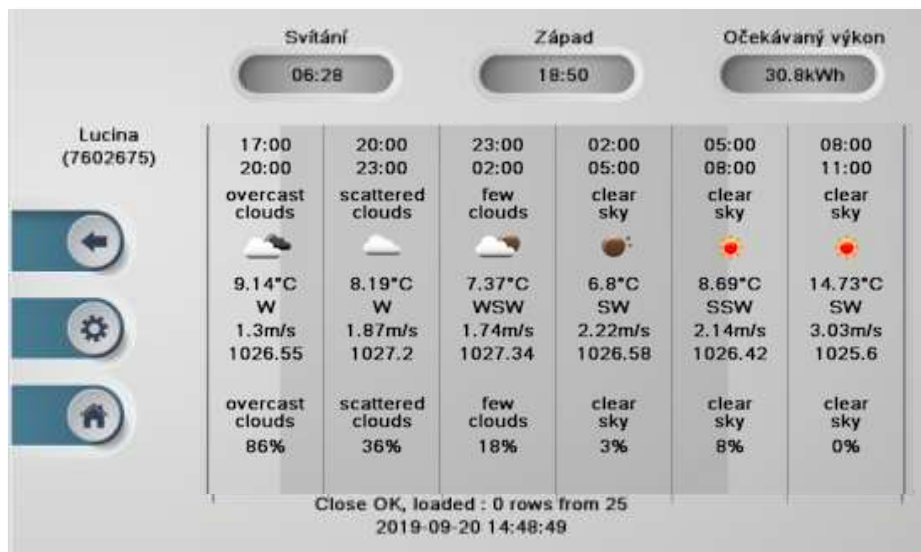 Svítání
Západ
Očekávaný výkon
06:28
18:50
30.8kWh
Lucina
(7602675)
17:00 20:00 23:00 02:00 05:00 08:00
20:00 23:00 02:00 05:00 08:00 11:00
overcast scattered few clear clear clear
clouds clouds clouds sky sky sky
9.14°C 8.19°C 7.37°C 6.8°C 8.69°C 14.73°C
W W WSW SW SSW SW
1.3m/s 1.87m/s 1.74m/s 2.22m/s 2.14m/s 3.03m/s
1026.55 1027.2 1027.34 1026.58 1026.42 1025.6
overcast scattered few clear clear clear
clouds clouds clouds sky sky sky
86% 36% 18% 3% 8% 0%
Close OK, loaded : 0 rows from 25
2019-09-20 14:48:49